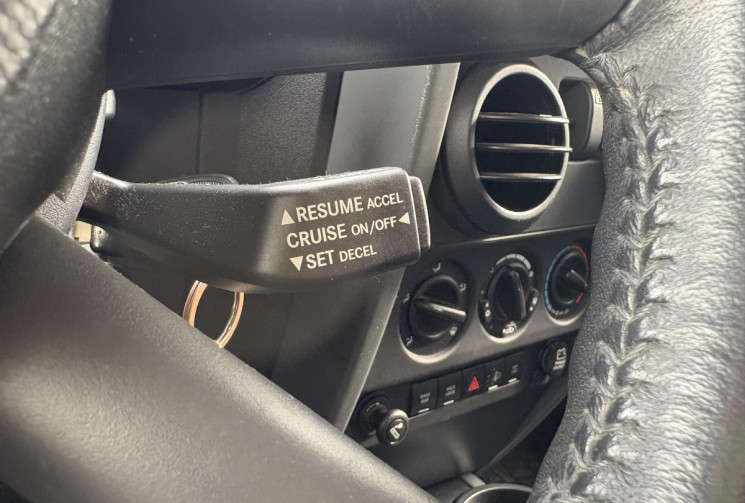 ▲RESUME ACCEL
CRUISE ON/OFF◄
▼SET DECEL